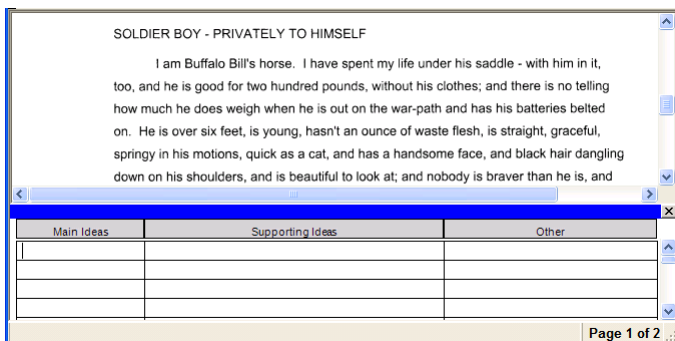 SOLDIER BOY - PRIVATELY TO HIMSELF
I am Buffalo Bill's horse. I have spent my life under his saddle - with him in it,
too, and he is good for two hundred pounds, without his clothes; and there is no telling
how much he does weigh when he is out on the war-path and has his batteries belted
on. He is over six feet, is young, hasn't an ounce of waste flesh, is straight, graceful,
springy in his motions, quick as a cat, and has a handsome face, and black hair dangling
down on his shoulders, and is beautiful to look at; and nobody is braver than he is, and
Main Ideas Supporting Ideas Other
Page 1 of 2